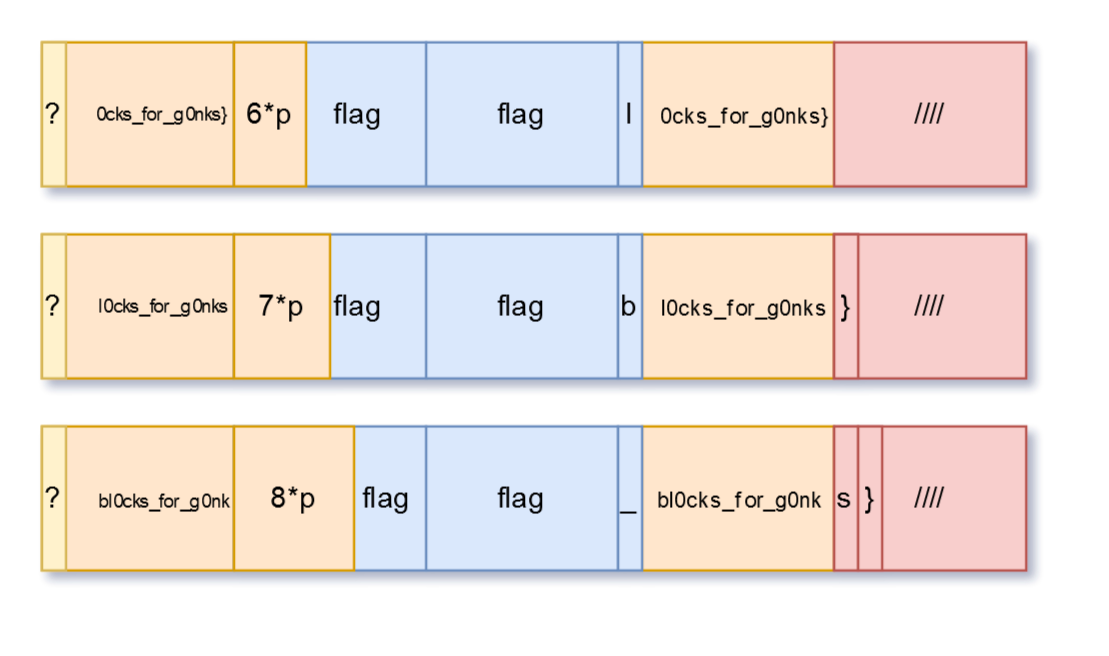 ? 0cks_for_g0nks} 6*p flag flag l 0cks_for_g0nks} ////
? l0cks_for_g0nks 7*p flag flag b l0cks_for_g0nks } ////
? bl0cks_for_g0nk 8*p flag flag _ bl0cks_for_g0nk s } ////